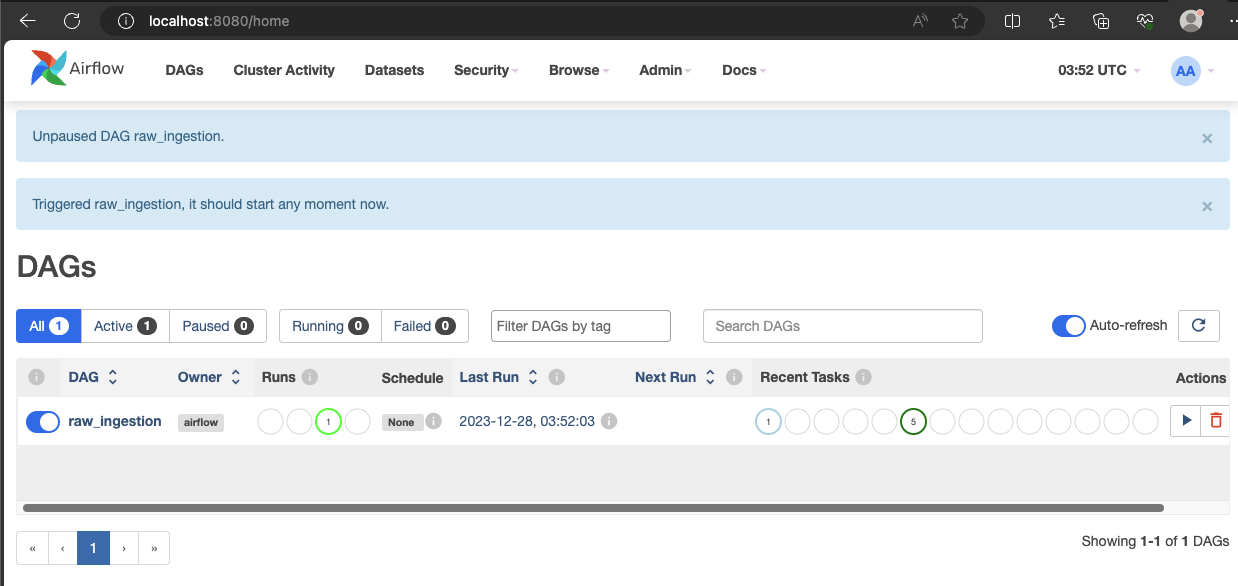 localhost:8080/home
Airflow DAGs Cluster Activity Datasets Security Browse Admin Docs 03:52 UTC AA
Unpaused DAG raw_ingestion. ×
Triggered raw_ingestion, it should start any moment now. ×
DAGs
All 1 Active 1 Paused 0 Running 0 Failed 0 Filter DAGs by tag Search DAGs Auto-refresh
DAG Owner Runs Schedule Last Run Next Run Recent Tasks Actions
raw_ingestion airflow 1 None 2023-12-28, 03:52:03 1 5
« ‹ 1 › » Showing 1-1 of 1 DAGs